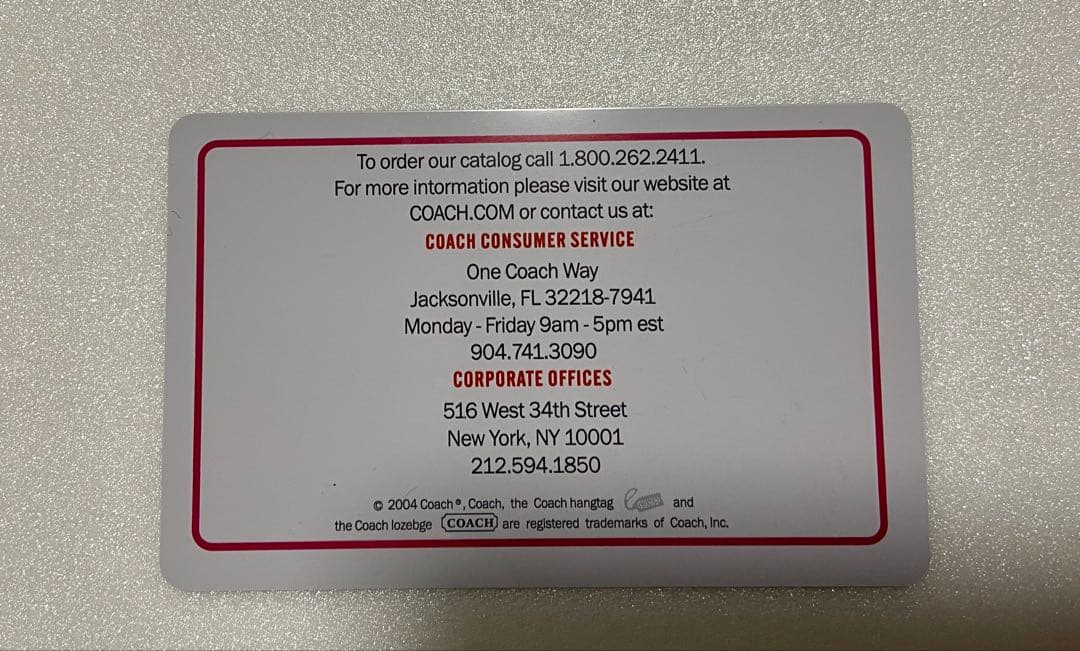 To order our catalog call 1.800.262.2411.
For more intormation please visit our website at
COACH.COM or contact us at:
COACH CONSUMER SERVICE
One Coach Way
Jacksonville, FL 32218-7941
Monday - Friday 9am - 5pm est
904.741.3090
CORPORATE OFFICES
516 West 34th Street
New York, NY 10001
212.594.1850
© 2004 Coach®, Coach, the Coach hangtag and
the Coach lozebge COACH are registered trademarks of Coach, Inc.